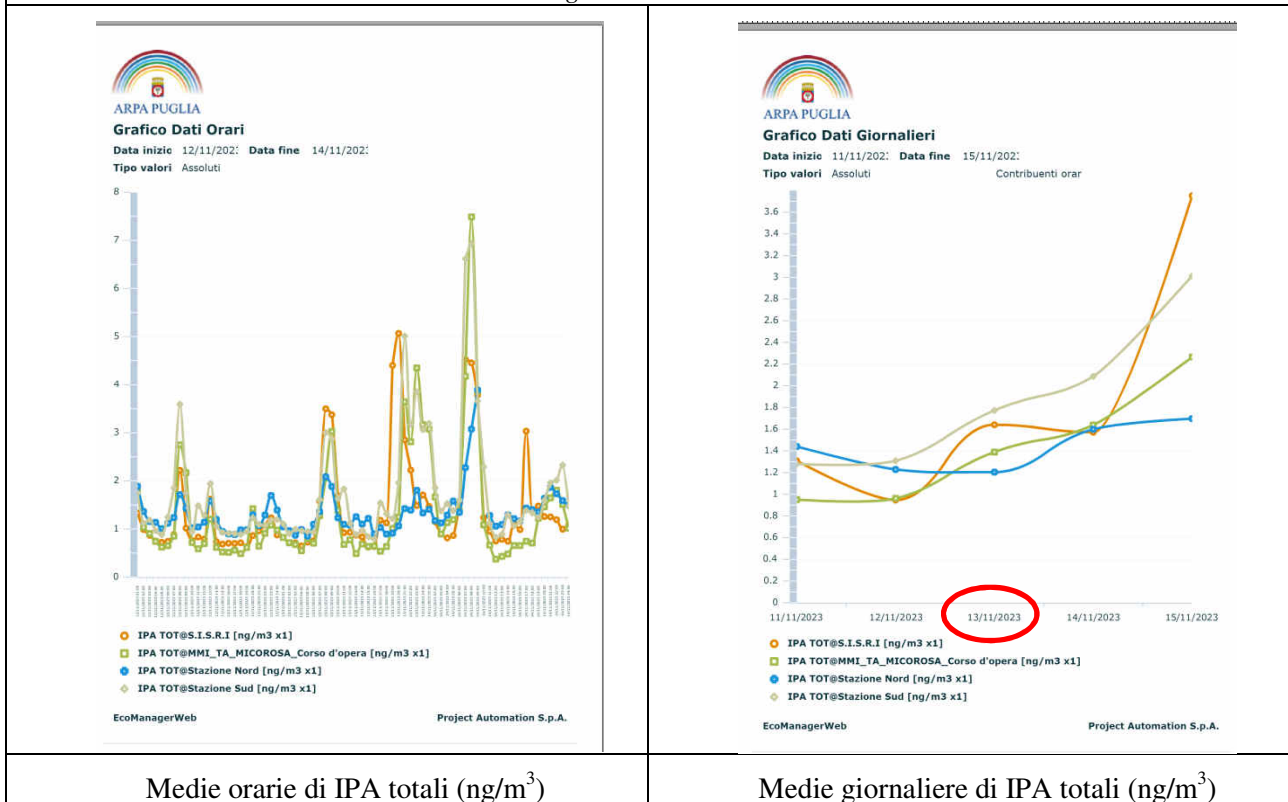 ARPA PUGLIA
Grafico Dati Orari
Data inizio 12/11/202 Data fine 14/11/202
Tipo valori Assoluti
8
7
6
5
4
3
2
1
0
IPA TOT@S.I.S.R.I [ng/m3 x1]
IPA TOT@MMI_TA_MICOROSA_Corso d'opera [ng/m3 x1]
IPA TOT@Stazione Nord [ng/m3 x1]
IPA TOT@Stazione Sud [ng/m3 x1]
EcoManagerWeb Project Automation S.p.A.
Medie orarie di IPA totali (ng/m³)
ARPA PUGLIA
Grafico Dati Giornalieri
Data inizio 11/11/202 Data fine 15/11/202
Tipo valori Assoluti Contribuenti orar
3.6
3.4
3.2
3
2.8
2.6
2.4
2.2
2
1.8
1.6
1.4
1.2
1
0.8
0.6
0.4
0.2
0
11/11/2023 12/11/2023 13/11/2023 14/11/2023 15/11/2023
IPA TOT@S.I.S.R.I [ng/m3 x1]
IPA TOT@MMI_TA_MICOROSA_Corso d'opera [ng/m3 x1]
IPA TOT@Stazione Nord [ng/m3 x1]
IPA TOT@Stazione Sud [ng/m3 x1]
EcoManagerWeb Project Automation S.p.A.
Medie giornaliere di IPA totali (ng/m³)